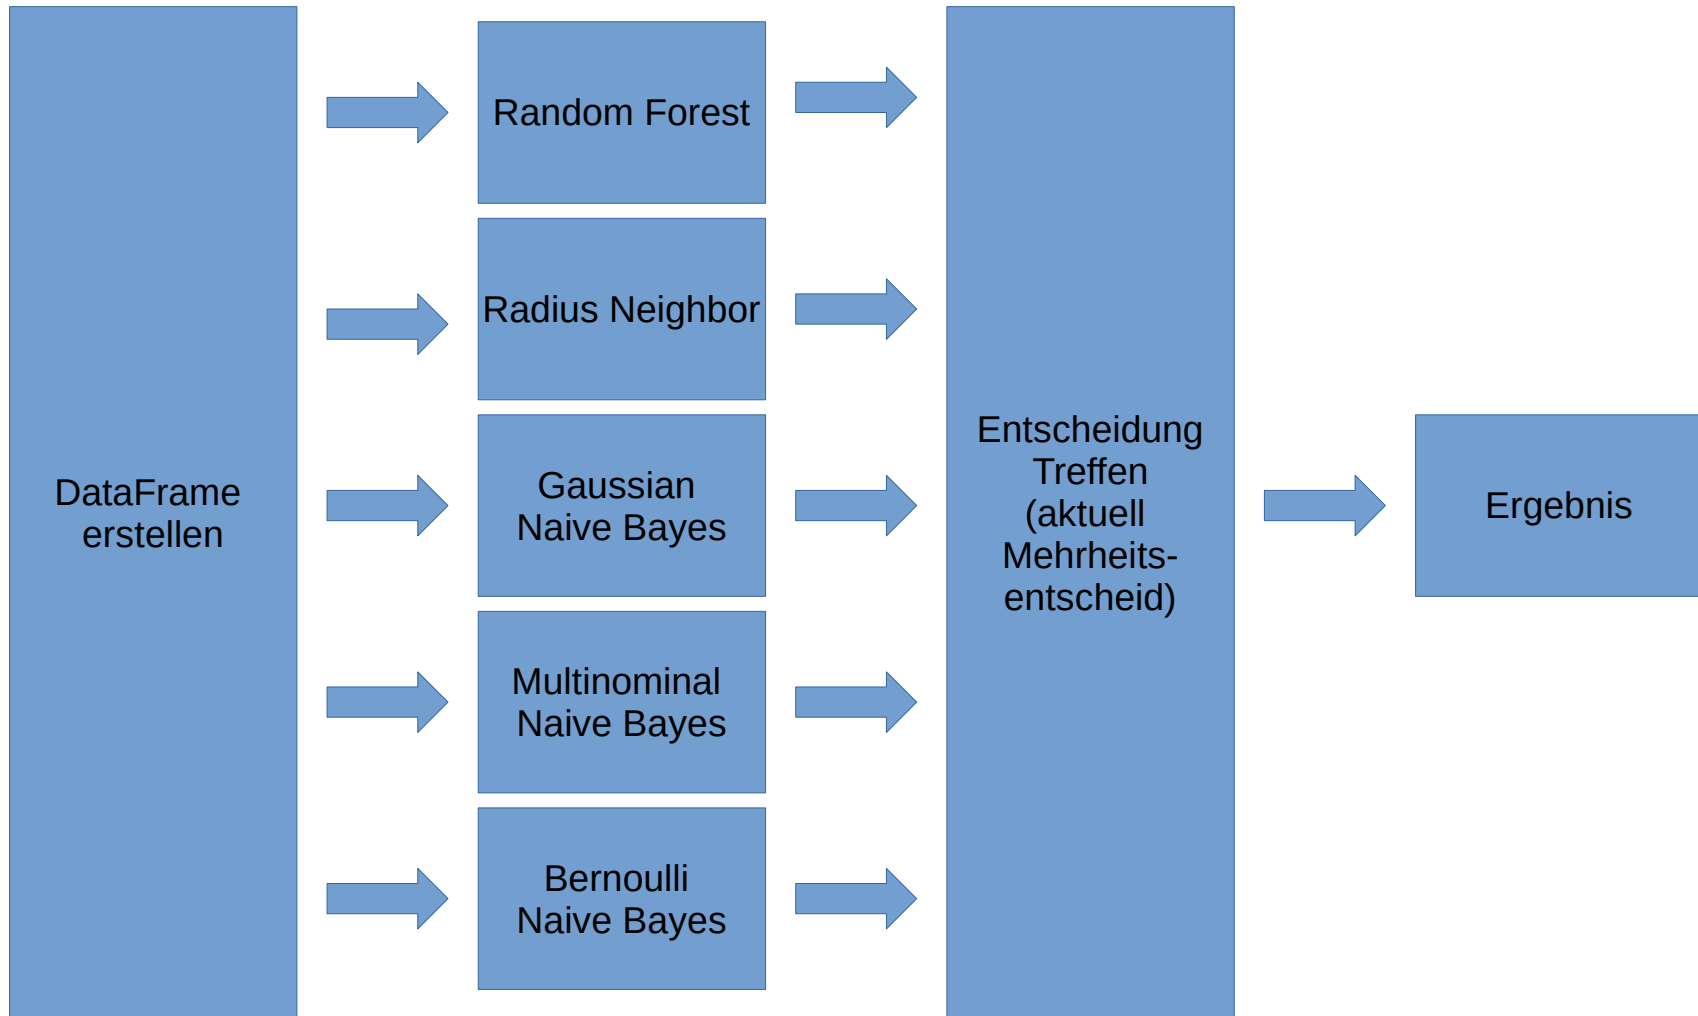 DataFrame
erstellen
Random Forest
Radius Neighbor
Gaussian
Naive Bayes
Multinominal
Naive Bayes
Bernoulli
Naive Bayes
Entscheidung
Treffen
(aktuell
Mehrheits-
entscheid)
Ergebnis